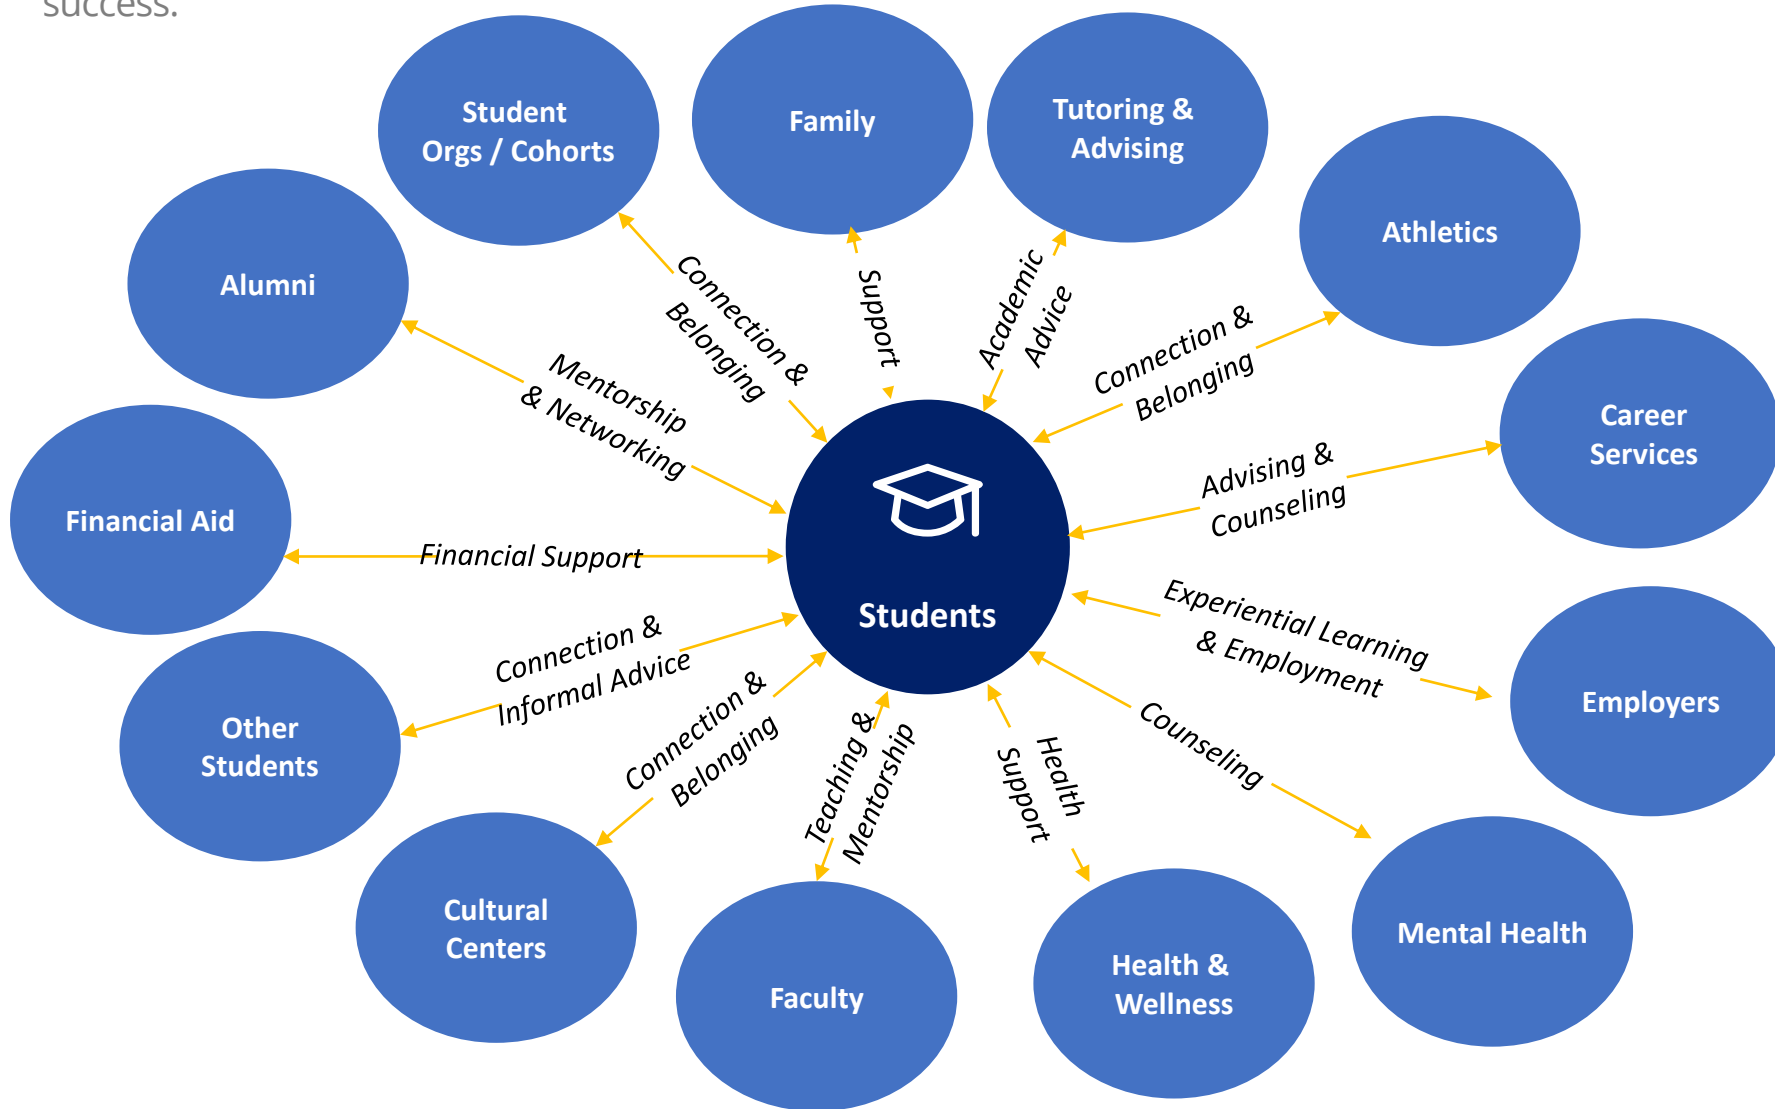 success.
Student
Orgs / Cohorts
Family
Tutoring &
Advising
Athletics
Alumni
Career
Services
Financial Aid
Employers
Other
Students
Mental Health
Cultural
Centers
Faculty
Health &
Wellness
Students
Connection &
Belonging
Support
Academic
Advice
Connection &
Belonging
Mentorship
& Networking
Advising &
Counseling
Financial Support
Experiential Learning
& Employment
Connection &
Informal Advice
Connection &
Belonging
Teaching &
Mentorship
Health
Support
Counseling